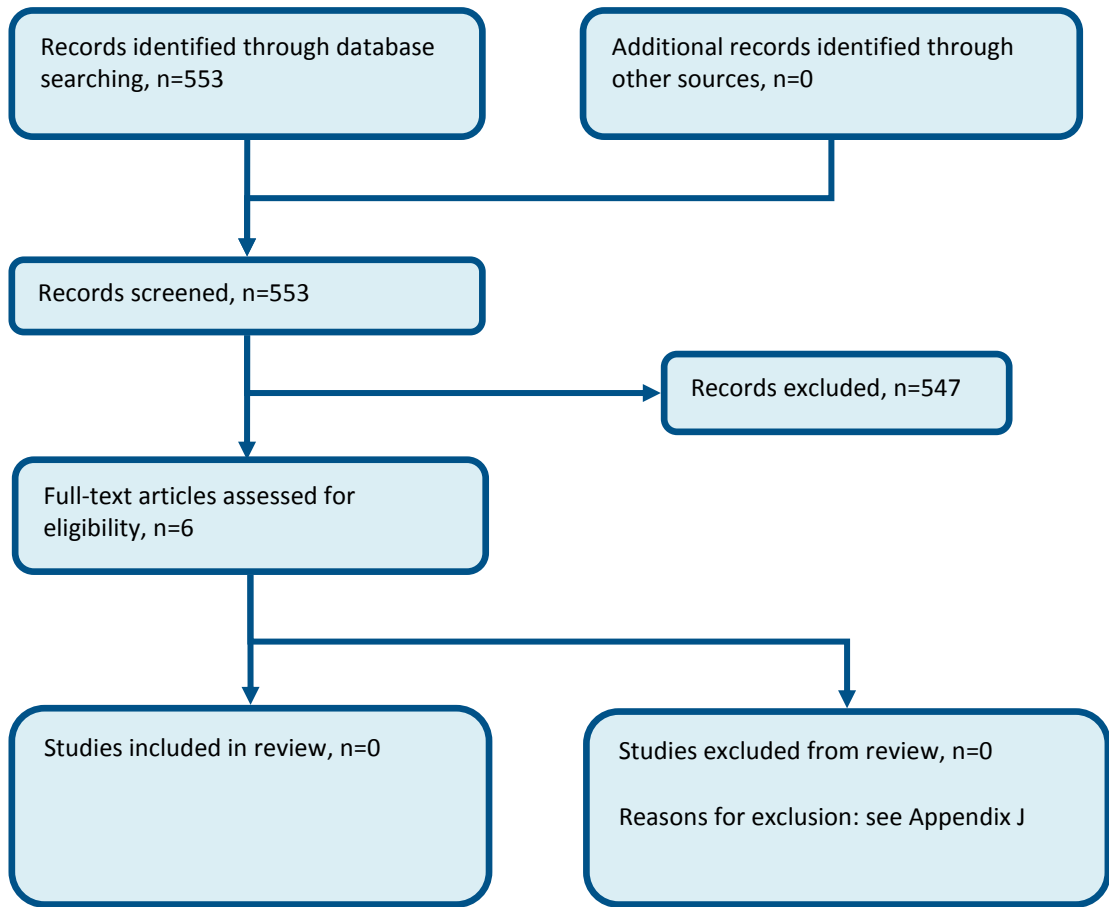 Records identified through database
searching, n=553
Additional records identified through
other sources, n=0
Records screened, n=553
Records excluded, n=547
Full-text articles assessed for
eligibility, n=6
Studies included in review, n=0
Studies excluded from review, n=0
Reasons for exclusion: see Appendix J